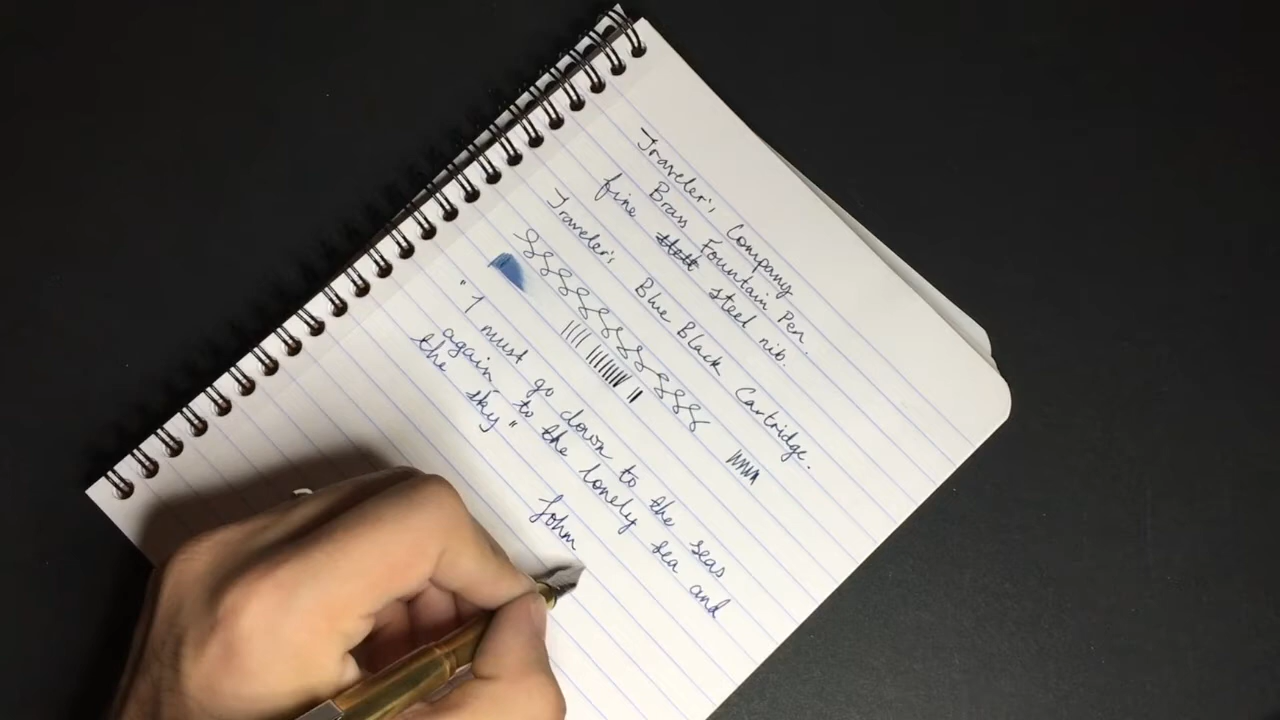 Traveler's Company
Brass Fountain Pen.
fine steel nib.
Traveler's Blue Black Cartridge.
"I must go down to the seas
again, to the lonely sea and
the sky"
John